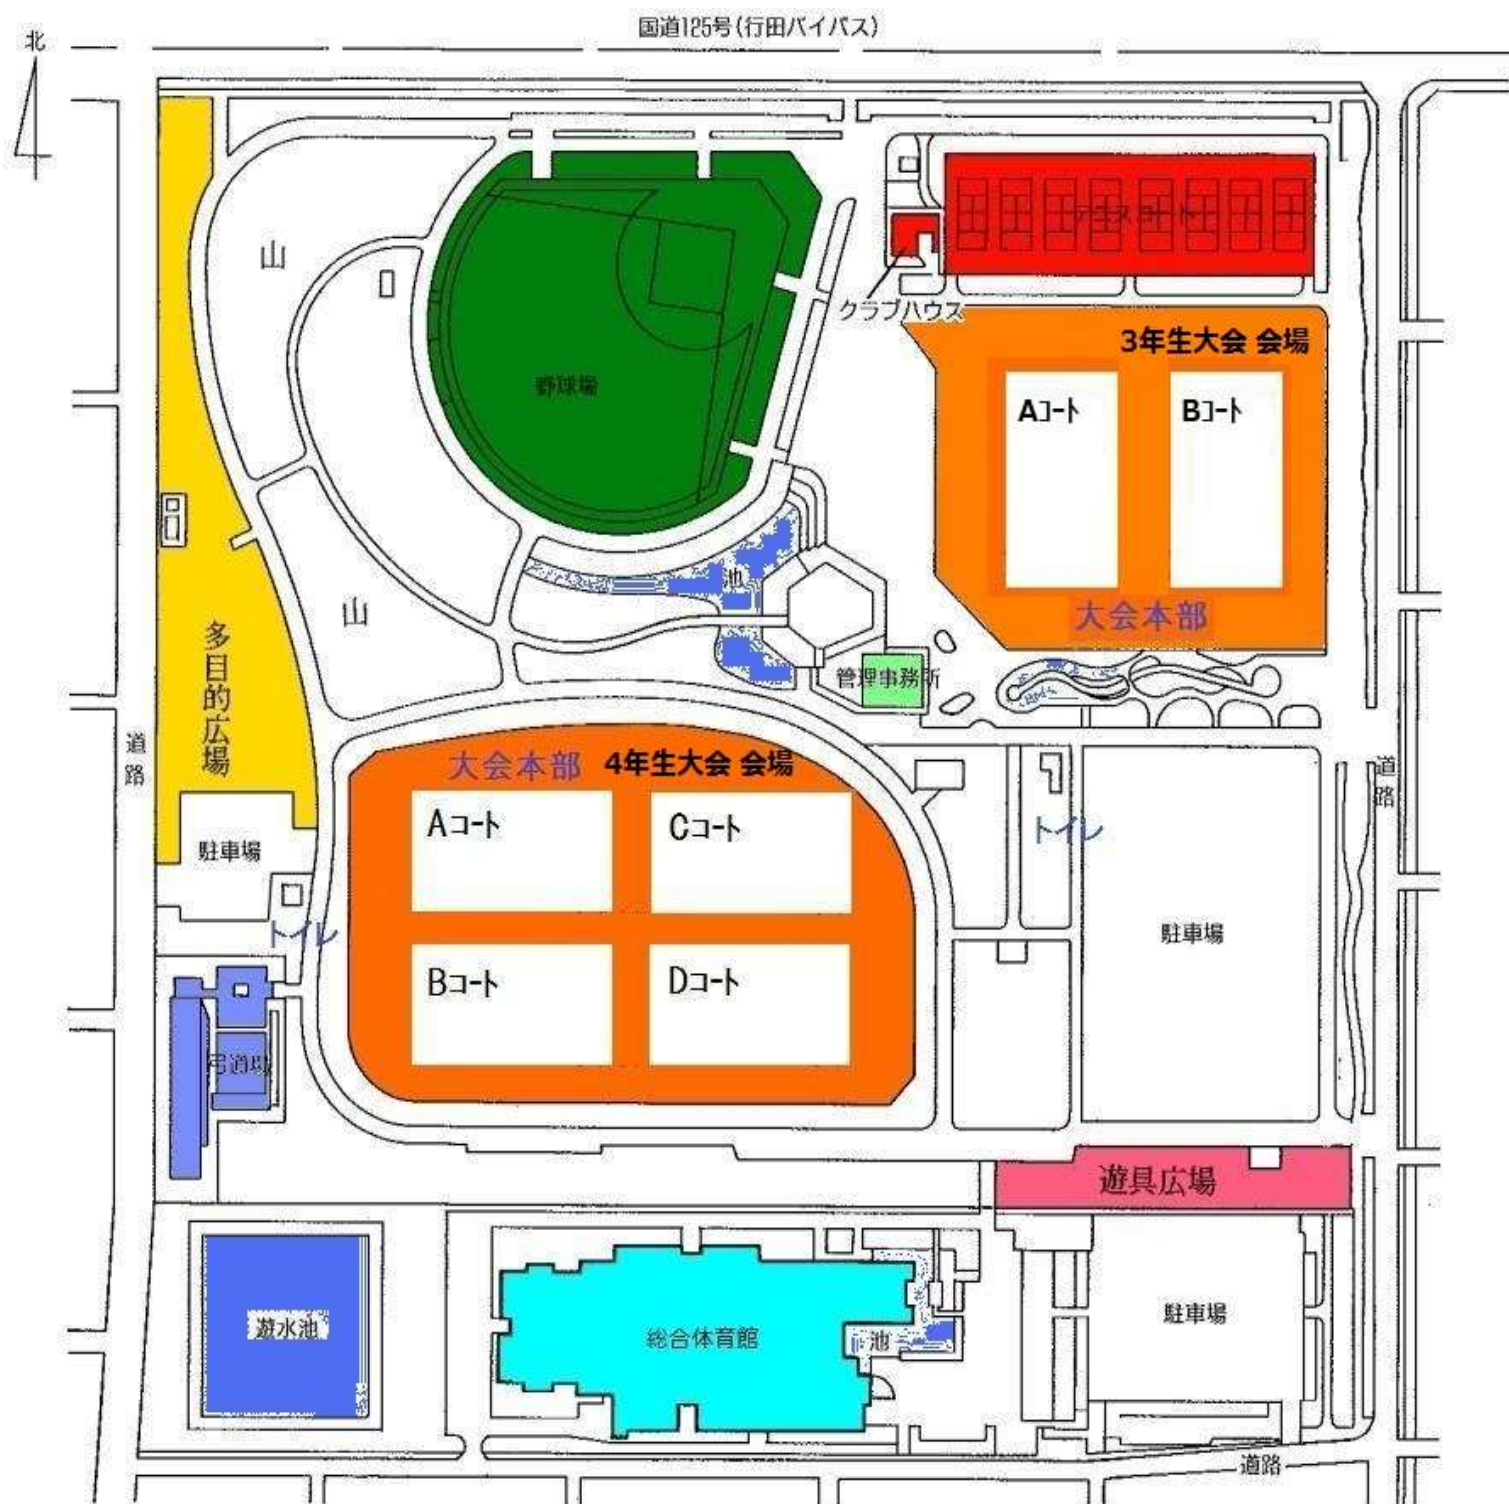 国道125号(行田バイパス)
北
テニスコート
山
クラブハウス
3年生大会 会場
野球場
Aコート
Bコート
池
山
大会本部
多目的広場
管理事務所
道路
大会本部 4年生大会 会場
道路
Aコート
Cコート
トイレ
駐車場
トイレ
駐車場
Bコート
Dコート
弓道場
遊具広場
遊水池
総合体育館
池
駐車場
道路